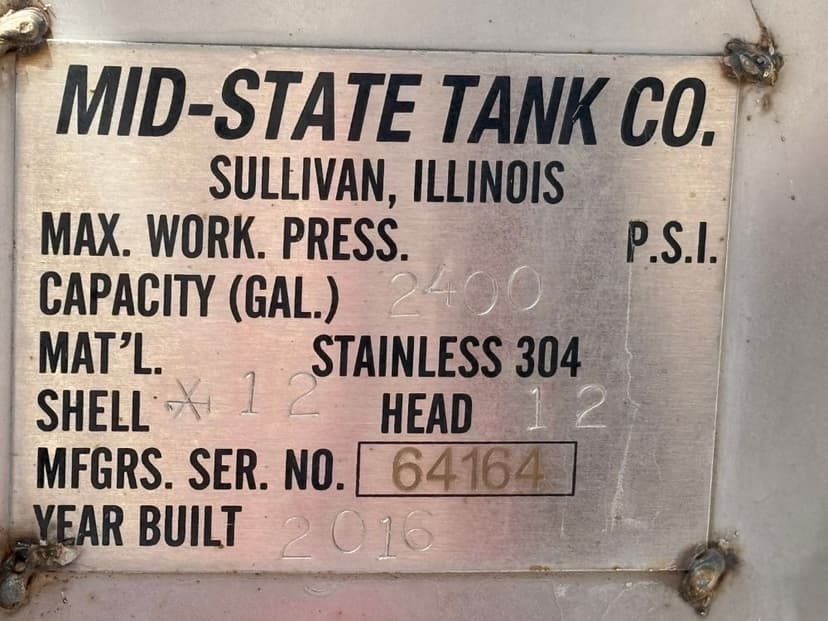 MID-STATE TANK CO.
SULLIVAN, ILLINOIS
MAX. WORK. PRESS. P.S.I.
CAPACITY (GAL.) 2400
MAT'L. STAINLESS 304
SHELL * 12 HEAD 12
MFGRS. SER. NO. 64164
YEAR BUILT 2016